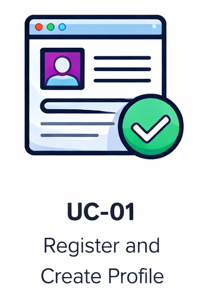 UC-01
Register and
Create Profile